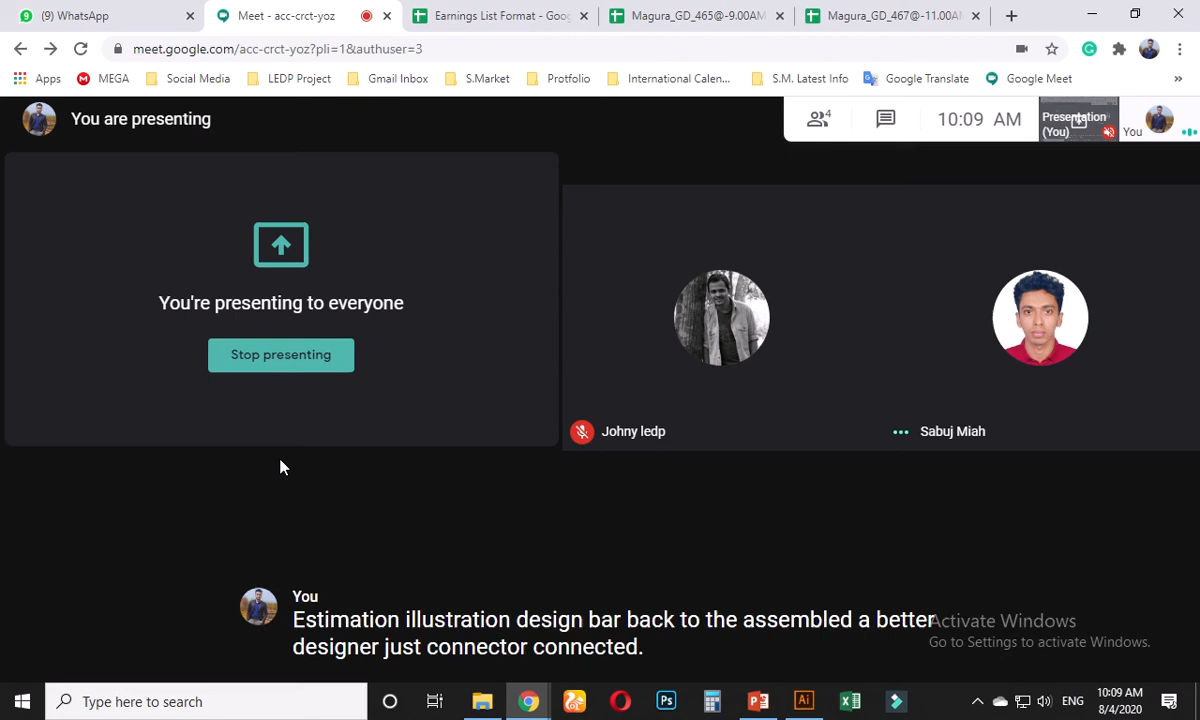 (9) WhatsApp
Meet - acc-crct-yoz
Earnings List Format - Goo
Magura_GD_465@-9.00AM
Magura_GD_467@-11.00AM
meet.google.com/acc-crct-yoz?pli=1&authuser=3
Apps
MEGA
Social Media
LEDP Project
Gmail Inbox
S.Market
Protfolio
International Calen...
S.M. Latest Info
Google Translate
Google Meet
»
You are presenting
4
10:09 AM
Presentation
(You)
You
You're presenting to everyone
Stop presenting
Johny ledp
Sabuj Miah
You
Estimation illustration design bar back to the assembled a better
designer just connector connected.
Activate Windows
Go to Settings to activate Windows.
Type here to search
Ps
Ai
ENG
10:09 AM
8/4/2020